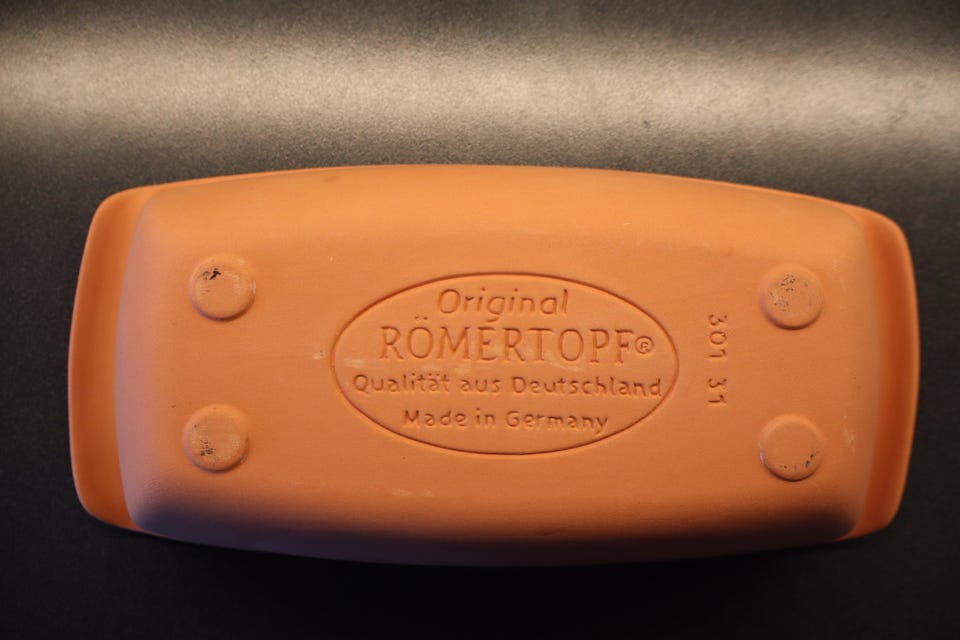 Original
RÖMERTOPF®
Qualität aus Deutschland
Made in Germany
301 31